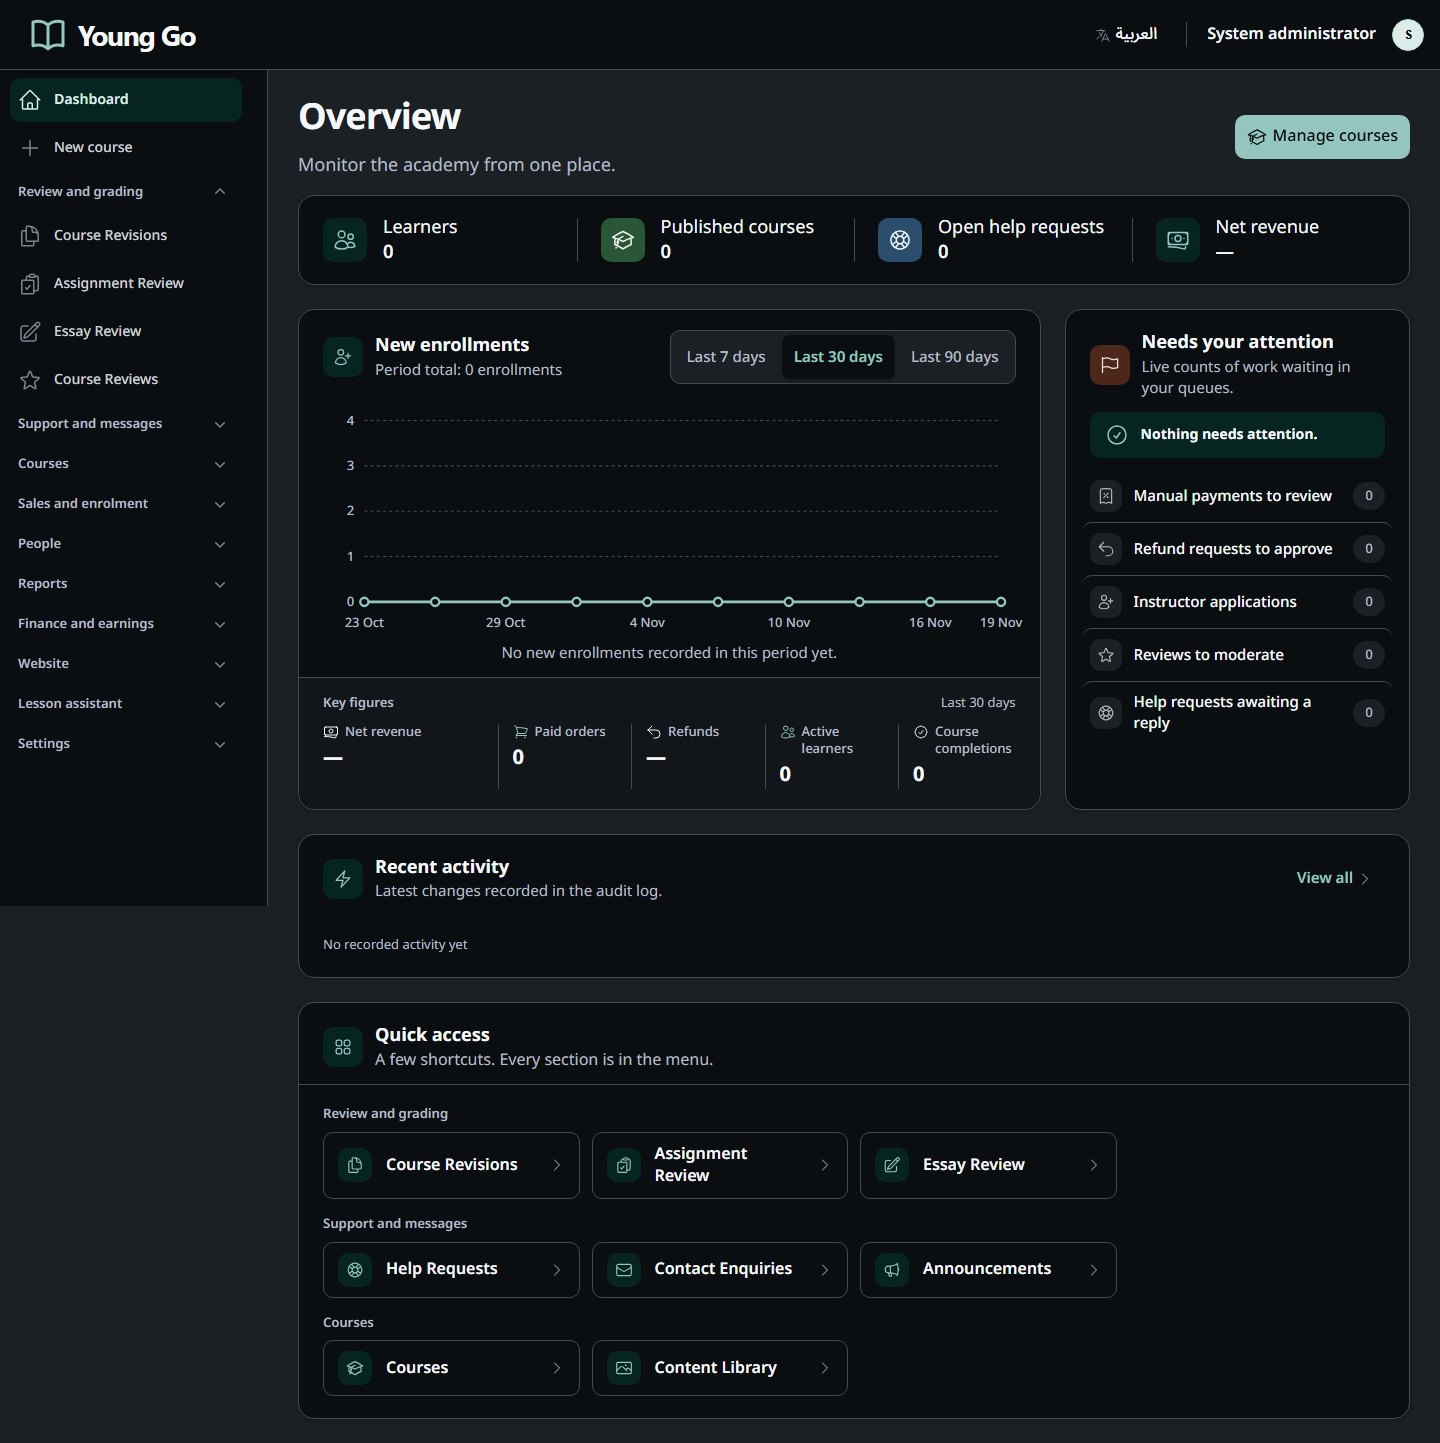 Young Go
العربية
System administrator
S
Dashboard
New course
Review and grading
Course Revisions
Assignment Review
Essay Review
Course Reviews
Support and messages
Courses
Sales and enrolment
People
Reports
Finance and earnings
Website
Lesson assistant
Settings
Overview
Monitor the academy from one place.
Manage courses
Learners
0
Published courses
0
Open help requests
0
Net revenue
—
New enrollments
Period total: 0 enrollments
Last 7 days
Last 30 days
Last 90 days
4
3
2
1
0
23 Oct
29 Oct
4 Nov
10 Nov
16 Nov
19 Nov
No new enrollments recorded in this period yet.
Key figures
Last 30 days
Net revenue
—
Paid orders
0
Refunds
—
Active
learners
0
Course
completions
0
Needs your attention
Live counts of work waiting in
your queues.
Nothing needs attention.
Manual payments to review
0
Refund requests to approve
0
Instructor applications
0
Reviews to moderate
0
Help requests awaiting a
reply
0
Recent activity
Latest changes recorded in the audit log.
View all
No recorded activity yet
Quick access
A few shortcuts. Every section is in the menu.
Review and grading
Course Revisions
Assignment
Review
Essay Review
Support and messages
Help Requests
Contact Enquiries
Announcements
Courses
Courses
Content Library